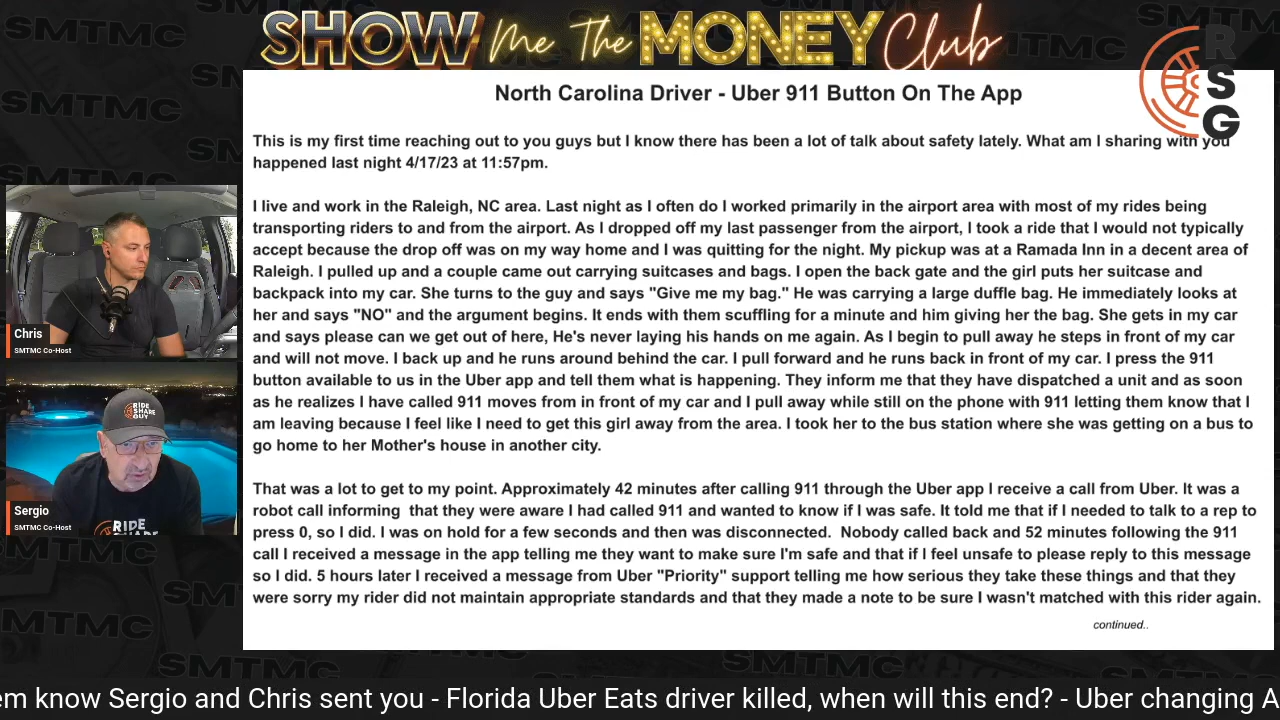 SHOW Me The MONEY Club
RSG
North Carolina Driver - Uber 911 Button On The App
This is my first time reaching out to you guys but I know there has been a lot of talk about safety lately. What am I sharing with you
happened last night 4/17/23 at 11:57pm.
I live and work in the Raleigh, NC area. Last night as I often do I worked primarily in the airport area with most of my rides being
transporting riders to and from the airport. As I dropped off my last passenger from the airport, I took a ride that I would not typically
accept because the drop off was on my way home and I was quitting for the night. My pickup was at a Ramada Inn in a decent area of
Raleigh. I pulled up and a couple came out carrying suitcases and bags. I open the back gate and the girl puts her suitcase and
backpack into my car. She turns to the guy and says "Give me my bag." He was carrying a large duffle bag. He immediately looks at
her and says "NO" and the argument begins. It ends with them scuffling for a minute and him giving her the bag. She gets in my car
and says please can we get out of here, He's never laying his hands on me again. As I begin to pull away he steps in front of my car
and will not move. I back up and he runs around behind the car. I pull forward and he runs back in front of my car. I press the 911
button available to us in the Uber app and tell them what is happening. They inform me that they have dispatched a unit and as soon
as he realizes I have called 911 moves from in front of my car and I pull away while still on the phone with 911 letting them know that I
am leaving because I feel like I need to get this girl away from the area. I took her to the bus station where she was getting on a bus to
go home to her Mother's house in another city.
That was a lot to get to my point. Approximately 42 minutes after calling 911 through the Uber app I receive a call from Uber. It was a
robot call informing that they were aware I had called 911 and wanted to know if I was safe. It told me that if I needed to talk to a rep to
press 0, so I did. I was on hold for a few seconds and then was disconnected. Nobody called back and 52 minutes following the 911
call I received a message in the app telling me they want to make sure I'm safe and that if I feel unsafe to please reply to this message
so I did. 5 hours later I received a message from Uber "Priority" support telling me how serious they take these things and that they
were sorry my rider did not maintain appropriate standards and that they made a note to be sure I wasn't matched with this rider again.
continued..
Chris
SMTMC Co-Host
RIDE
SHARE
GUY
RIDE
Sergio
SMTMC Co-Host
SMTMC
em know Sergio and Chris sent you - Florida Uber Eats driver killed, when will this end? - Uber changing A